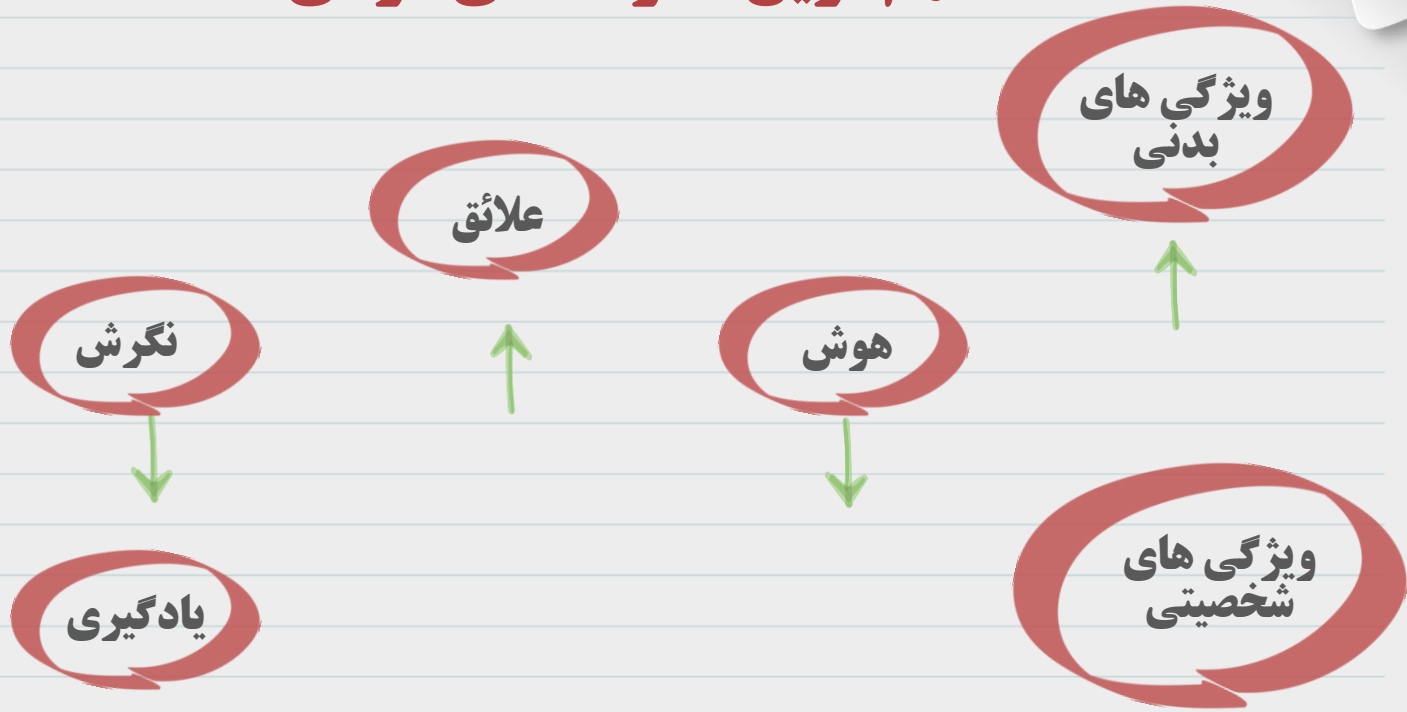 ویژگی های
بدنی
علائق
هوش
نگرش
ویژگی های
شخصیتی
یادگیری